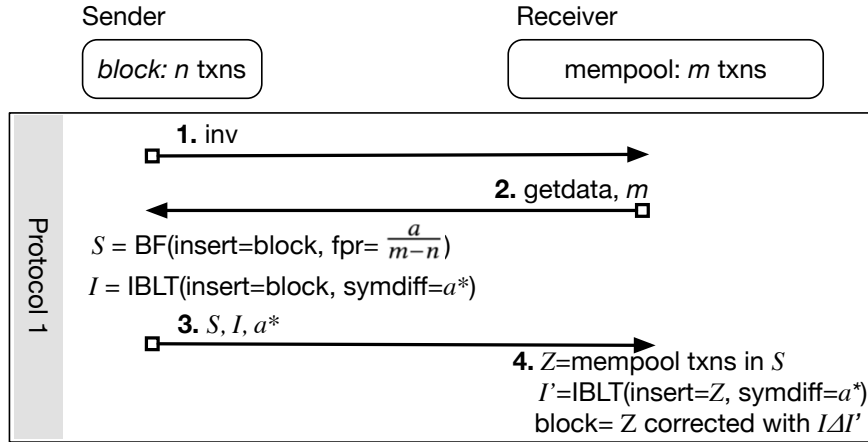 Sender Receiver
block: n txns mempool: m txns
Protocol 1
1. inv
2. getdata, m
S = BF(insert=block, fpr= a/(m−n))
I = IBLT(insert=block, symdiff=a*)
3. S, I, a*
4. Z=mempool txns in S
I'=IBLT(insert=Z, symdiff=a*)
block= Z corrected with IΔI'